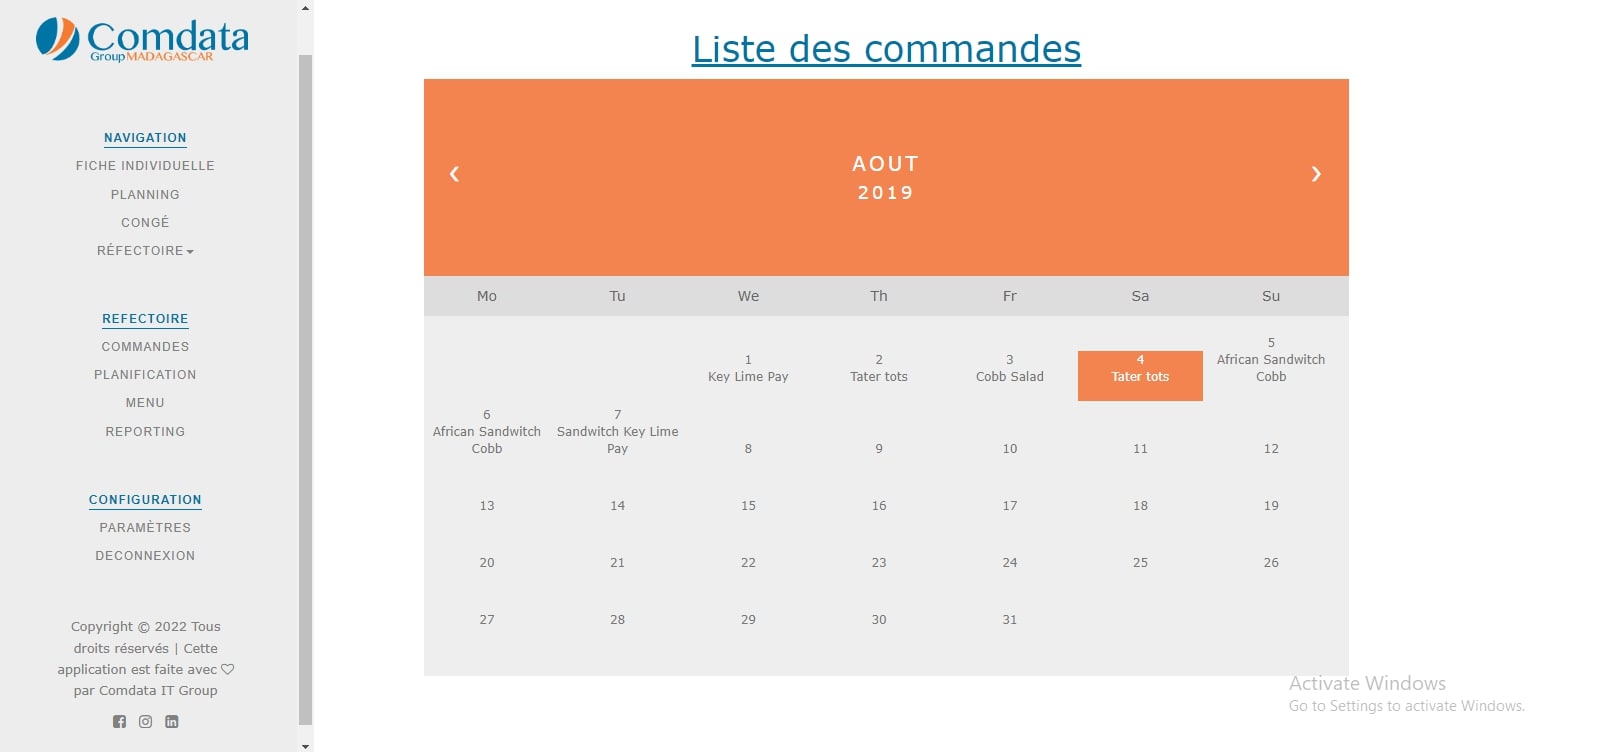 Comdata
Group MADAGASCAR
NAVIGATION
FICHE INDIVIDUELLE
PLANNING
CONGÉ
RÉFECTOIRE
REFECTOIRE
COMMANDES
PLANIFICATION
MENU
REPORTING
CONFIGURATION
PARAMÈTRES
DECONNEXION
Copyright © 2022 Tous
droits réservés | Cette
application est faite avec ♡
par Comdata IT Group
Liste des commandes
❮ AOUT ❯
2019
Mo Tu We Th Fr Sa Su
1
Key Lime Pay
2
Tater tots
3
Cobb Salad
4
Tater tots
5
African Sandwitch
Cobb
6
African Sandwitch
Cobb
7
Sandwitch Key Lime
Pay
8 9 10 11 12
13 14 15 16 17 18 19
20 21 22 23 24 25 26
27 28 29 30 31
Activate Windows
Go to Settings to activate Windows.